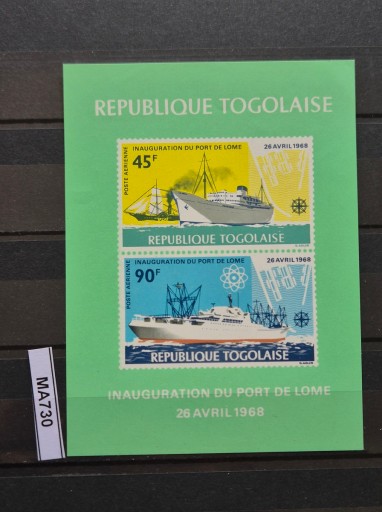 REPUBLIQUE TOGOLAISE
INAUGURATION DU PORT DE LOME
26 AVRIL 1968
45F
POSTE AERIENNE
REPUBLIQUE TOGOLAISE
INAUGURATION DU PORT DE LOME
26 AVRIL 1968
90F
POSTE AERIENNE
REPUBLIQUE TOGOLAISE
INAUGURATION DU PORT DE LOME
26 AVRIL 1968
MA730